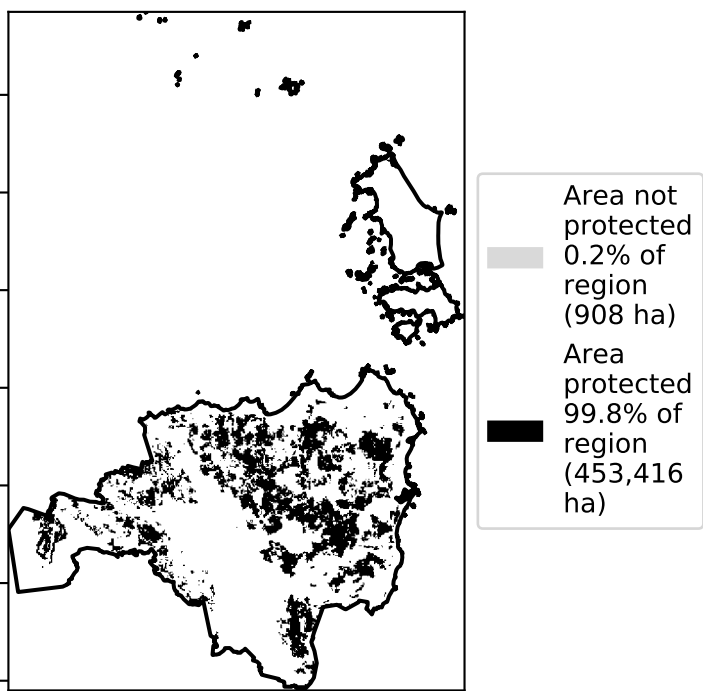 Area not
protected
0.2% of
region
(908 ha)
Area
protected
99.8% of
region
(453,416
ha)